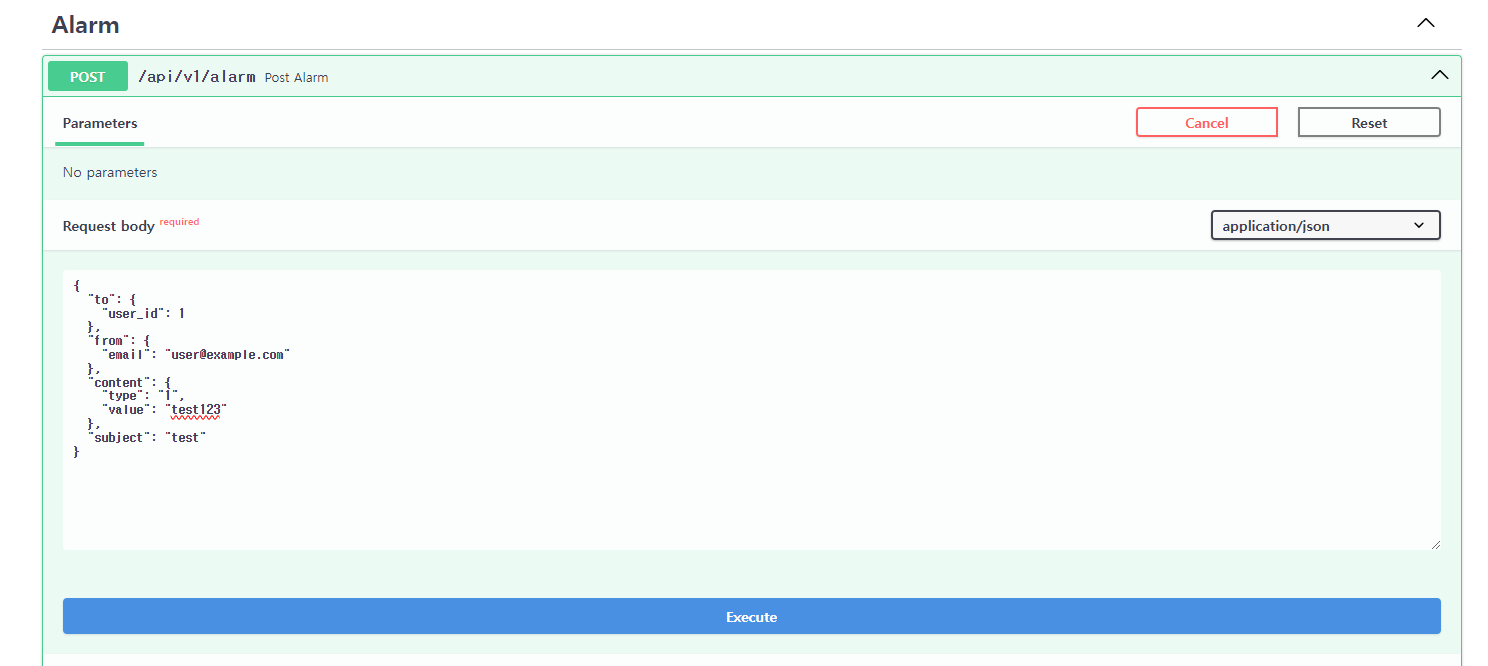 Alarm
POST /api/v1/alarm Post Alarm
Parameters Cancel Reset
No parameters
Request body required application/json
{
  "to": {
    "user_id": 1
  },
  "from": {
    "email": "user@example.com"
  },
  "content": {
    "type": "1",
    "value": "test123"
  },
  "subject": "test"
}
Execute